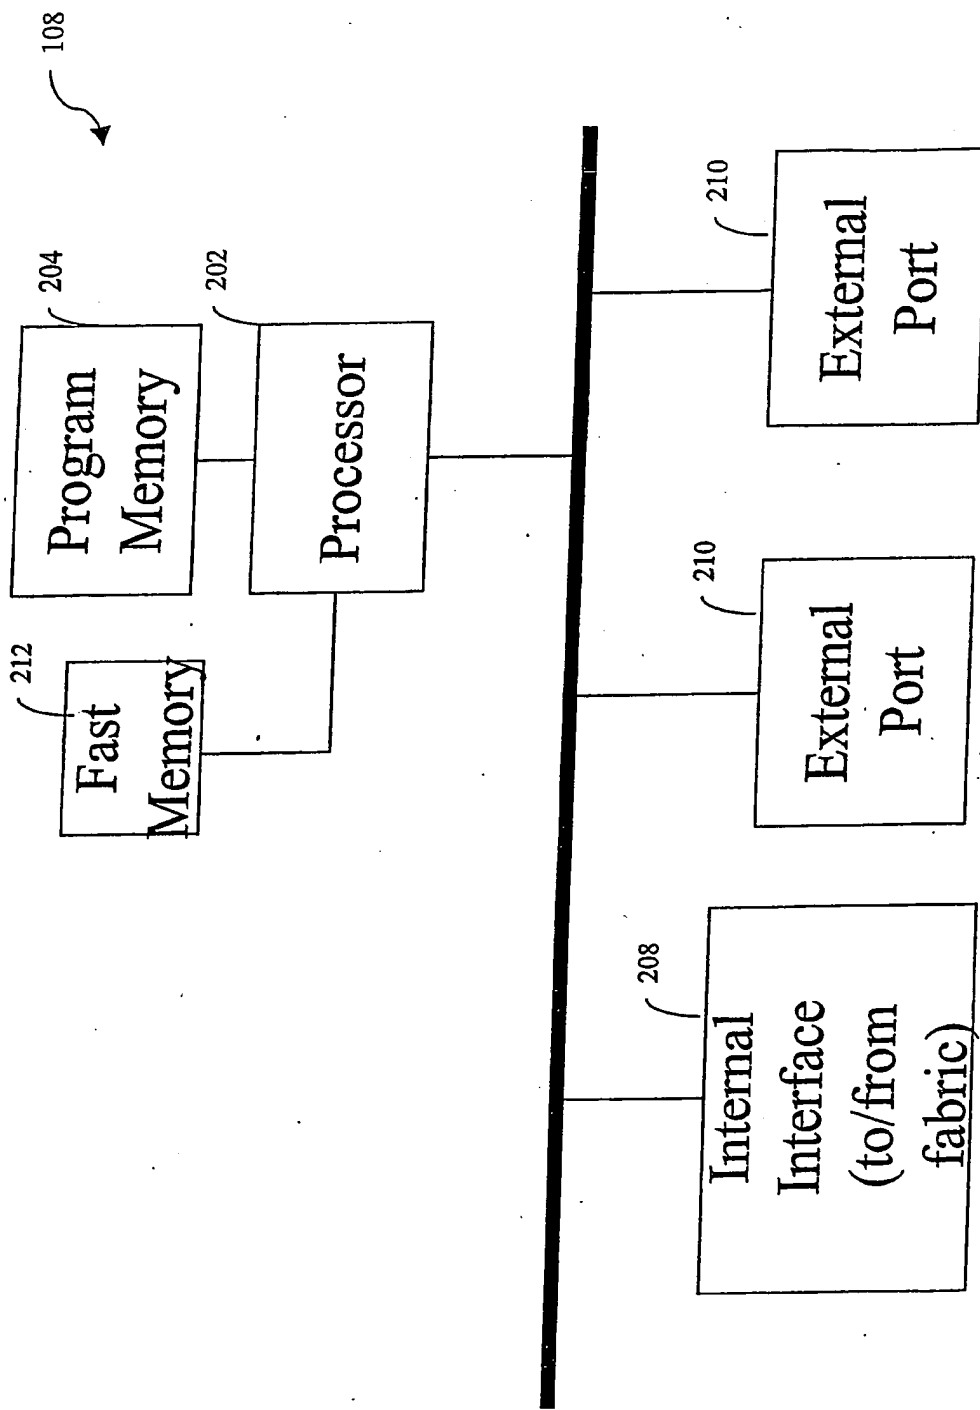 108
204
Program
Memory
212
Fast
Memory
202
Processor
208
Internal
Interface
(to/from
fabric)
210
External
Port
210
External
Port